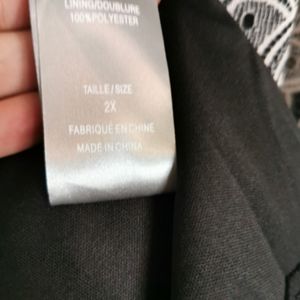 LINING/DOUBLURE
100% POLYESTER
TAILLE/SIZE
2X
FABRIQUE EN CHINE
MADE IN CHINA